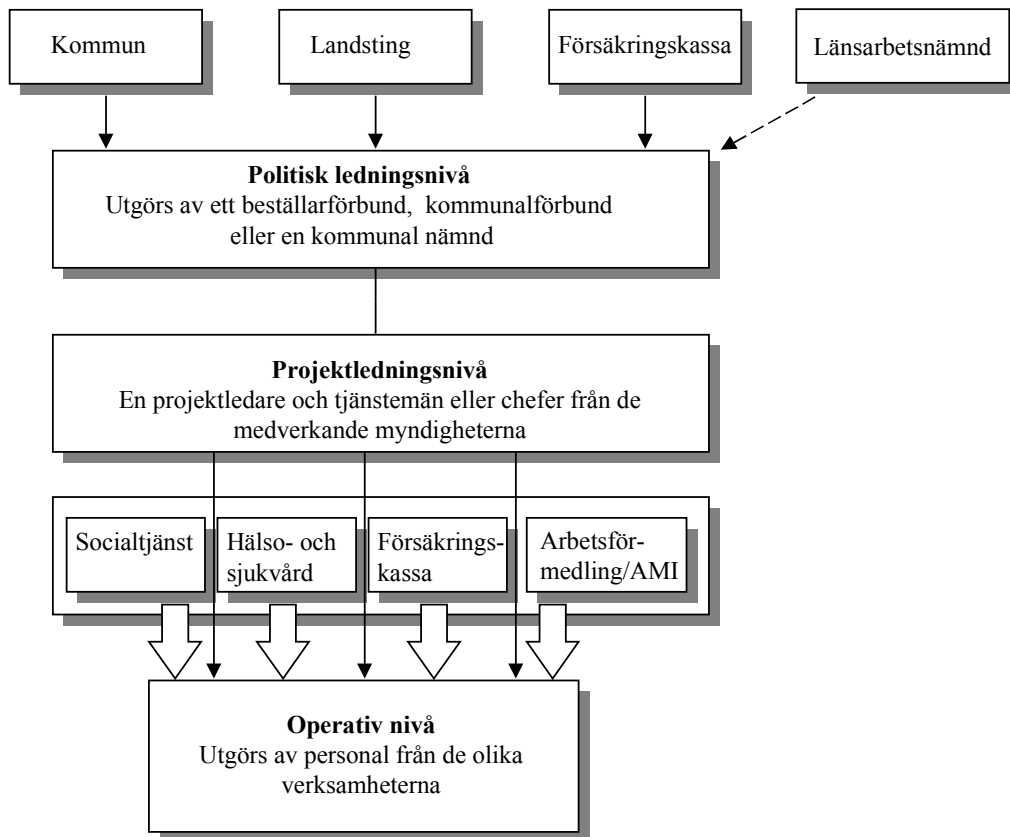 Kommun
Landsting
Försäkringskassa
Länsarbetsnämnd
Politisk ledningsnivå
Utgörs av ett beställarförbund, kommunalförbund
eller en kommunal nämnd
Projektledningsnivå
En projektledare och tjänstemän eller chefer från de
medverkande myndigheterna
Socialtjänst
Hälso- och
sjukvård
Försäkrings-
kassa
Arbetsför-
medling/AMI
Operativ nivå
Utgörs av personal från de olika
verksamheterna